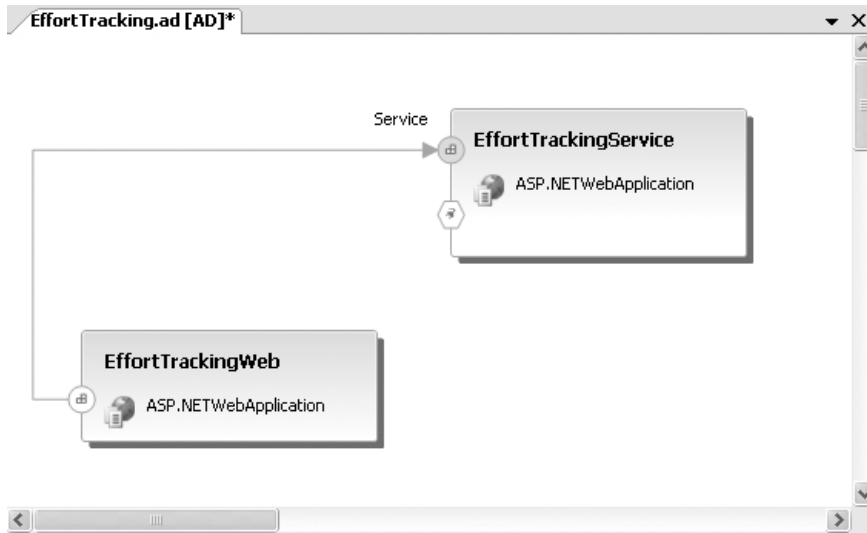 EffortTracking.ad [AD]*
Service
EffortTrackingService
ASP.NETWebApplication
EffortTrackingWeb
ASP.NETWebApplication